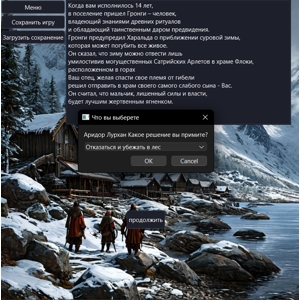 Меню
Сохранить игру
Загрузить сохранение
Когда вам исполнилось 14 лет,
в поселение пришел Гронги – человек,
владеющий знаниями древних ритуалов
и обладающий таинственным даром предвидения.
Гронги предупредил Харальда о приближении суровой зимы,
которая может погубить все живое.
Он сказал, что зиму можно отвести лишь
умилостивив могущественных Сатрийских Арлетов в храме Флоки,
расположенном в горах
Ваш отец, желая спасти свое племя от гибели
решил отправить в храм своего самого слабого сына - Вас.
Он считал, что мальчик, лишенный силы и власти,
будет лучшим жертвенным ягненком.
Что вы выберете
Аридор Лурхан Какое решение вы примите?
Отказаться и убежать в лес
OK
Cancel
продолжить